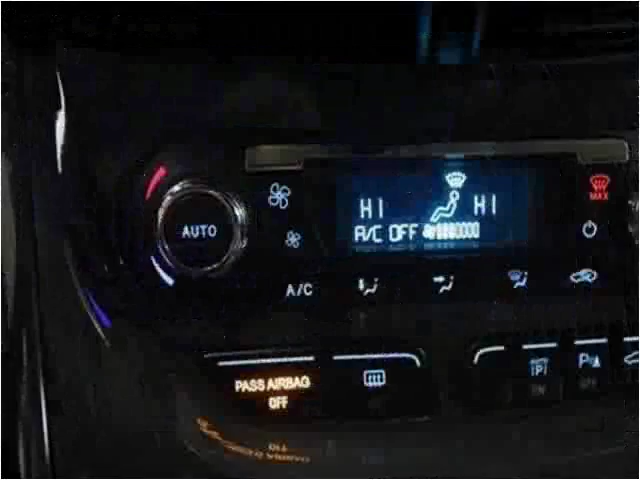 MAX
HI HI
AUTO
A/C OFF
A/C
PASS AIRBAG
OFF